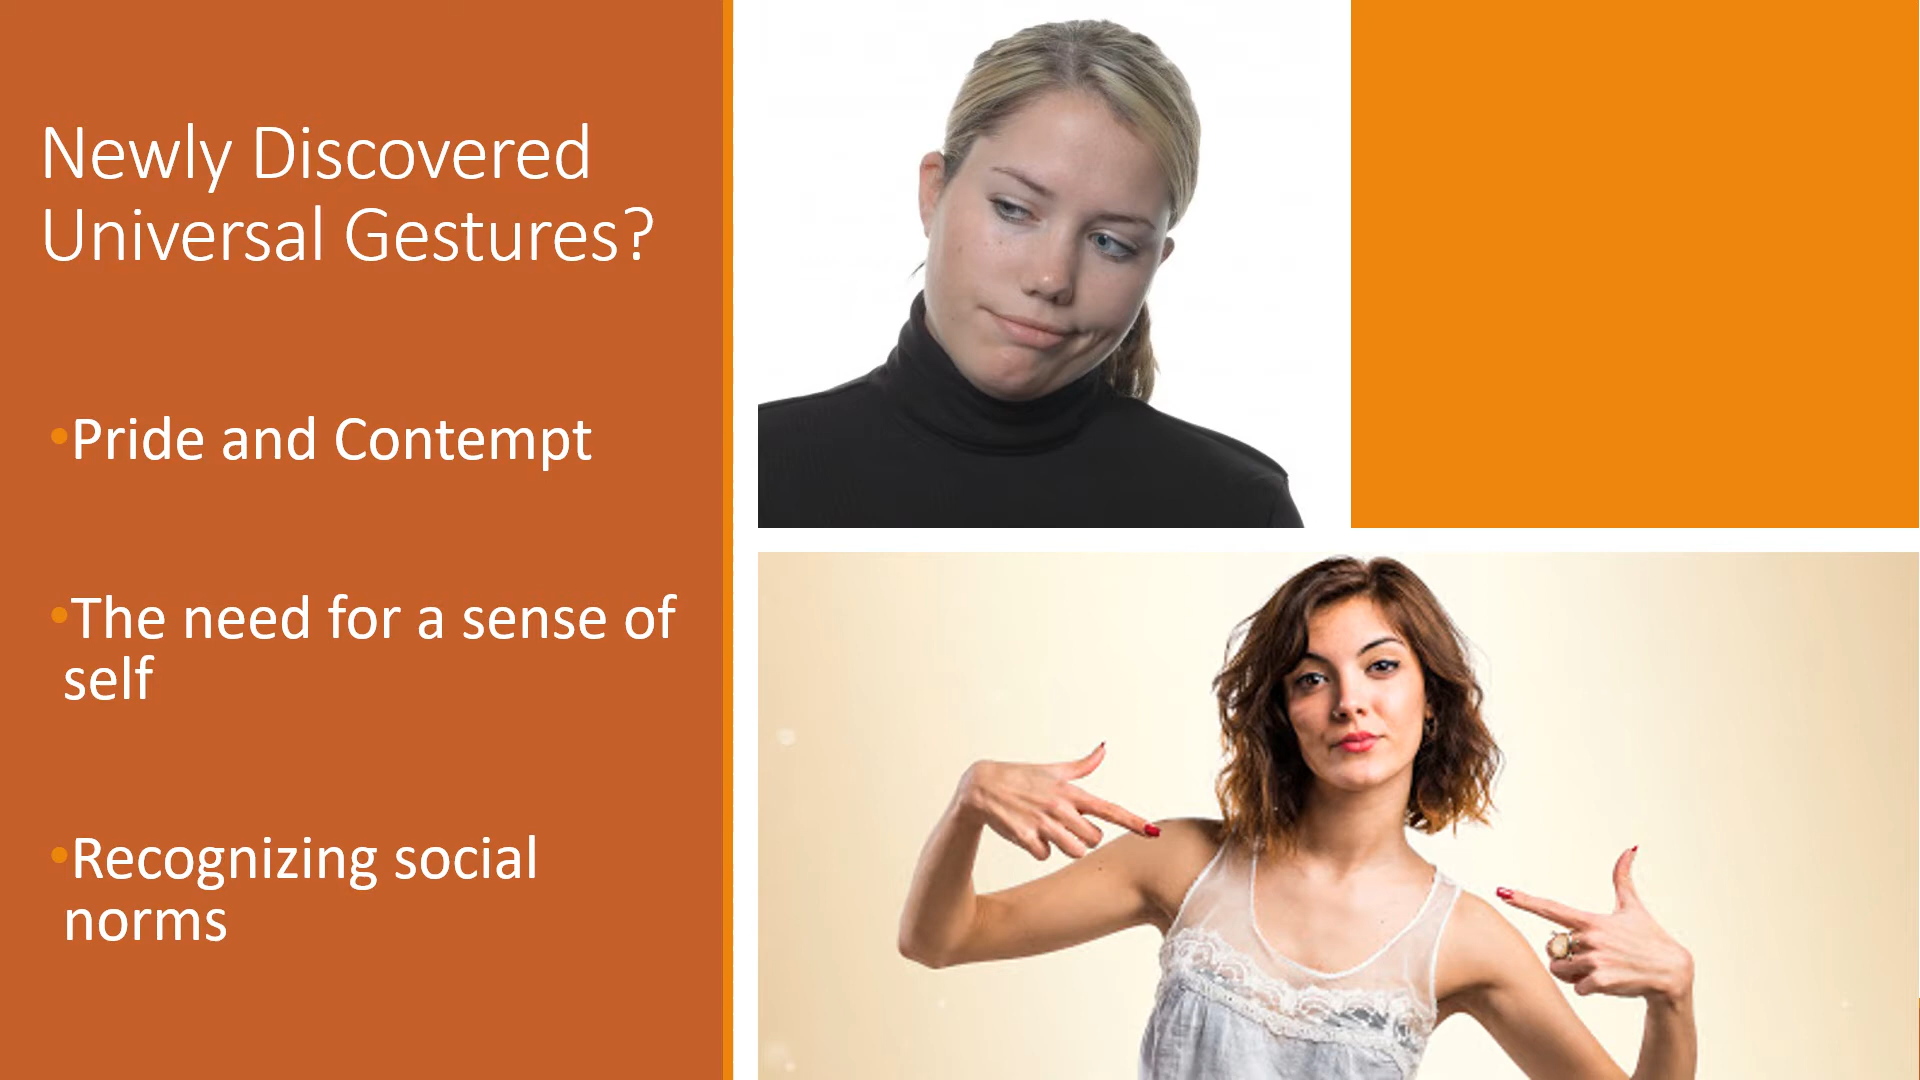 Newly Discovered
Universal Gestures?
•Pride and Contempt
•The need for a sense of
self
•Recognizing social
norms